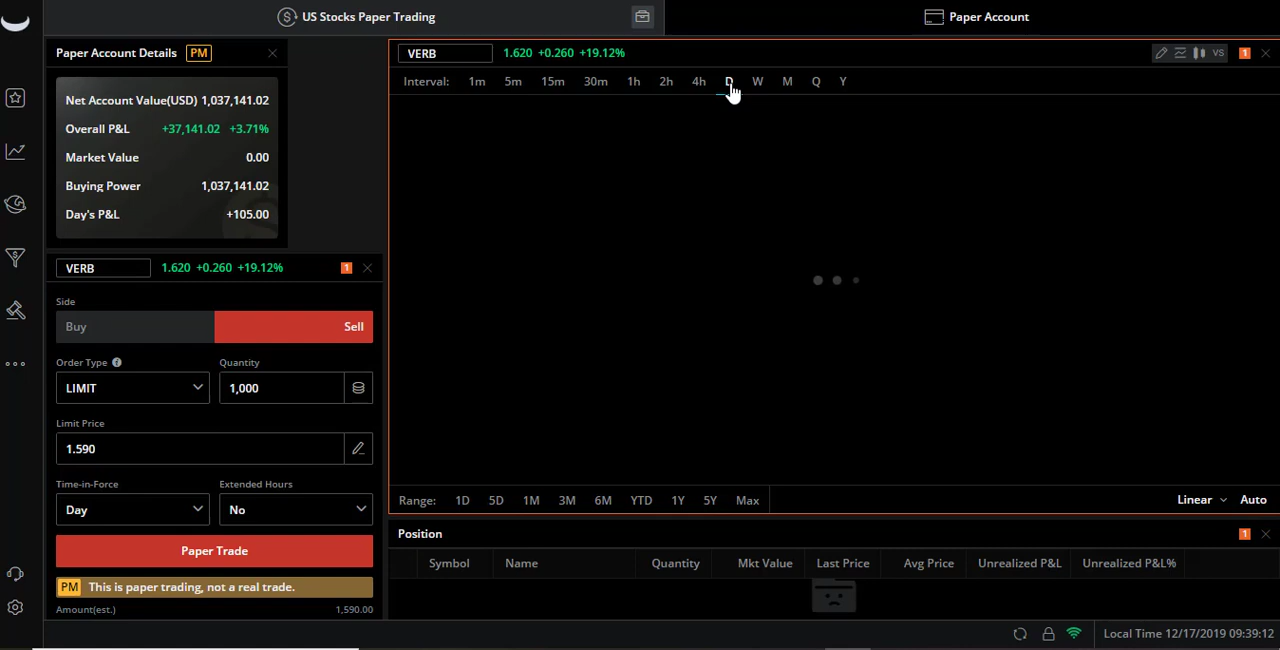 US Stocks Paper Trading
Paper Account
Paper Account Details PM
Net Account Value(USD) 1,037,141.02
Overall P&L +37,141.02 +3.71%
Market Value 0.00
Buying Power 1,037,141.02
Day's P&L +105.00
VERB 1.620 +0.260 +19.12% 1
Side
Buy Sell
Order Type Quantity
LIMIT 1,000
Limit Price
1.590
Time-in-Force Extended Hours
Day No
Paper Trade
PM This is paper trading, not a real trade.
Amount(est.) 1,590.00
VERB 1.620 +0.260 +19.12% VS 1
Interval: 1m 5m 15m 30m 1h 2h 4h D W M Q Y
Range: 1D 5D 1M 3M 6M YTD 1Y 5Y Max Linear Auto
Position 1
Symbol Name Quantity Mkt Value Last Price Avg Price Unrealized P&L Unrealized P&L%
Local Time 12/17/2019 09:39:12